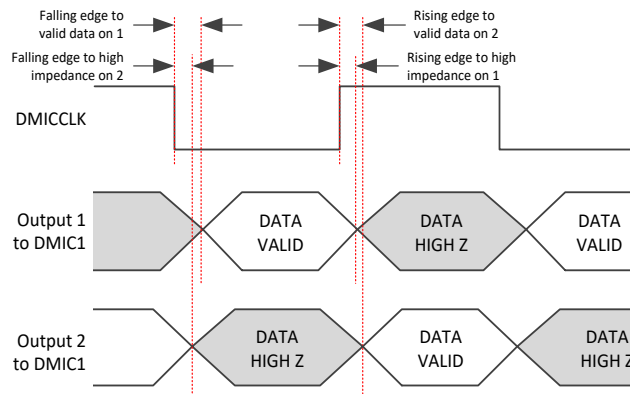 Falling edge to
valid data on 1
Rising edge to
valid data on 2
Falling edge to high
impedance on 2
Rising edge to high
impedance on 1
DMICCLK
Output 1
to DMIC1
DATA
VALID
DATA
HIGH Z
DATA
VALID
Output 2
to DMIC1
DATA
HIGH Z
DATA
VALID
DATA
HIGH Z